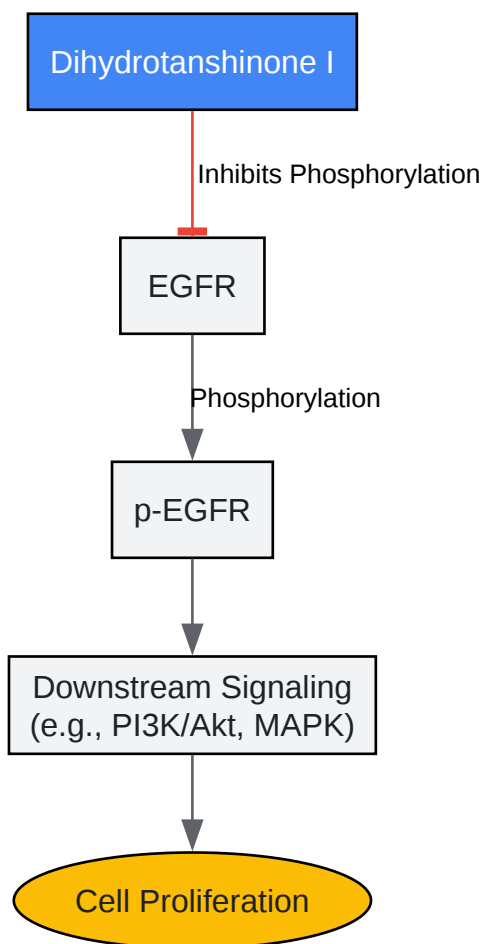 Dihydrotanshinone I
Inhibits Phosphorylation
EGFR
Phosphorylation
p-EGFR
Downstream Signaling
(e.g., PI3K/Akt, MAPK)
Cell Proliferation